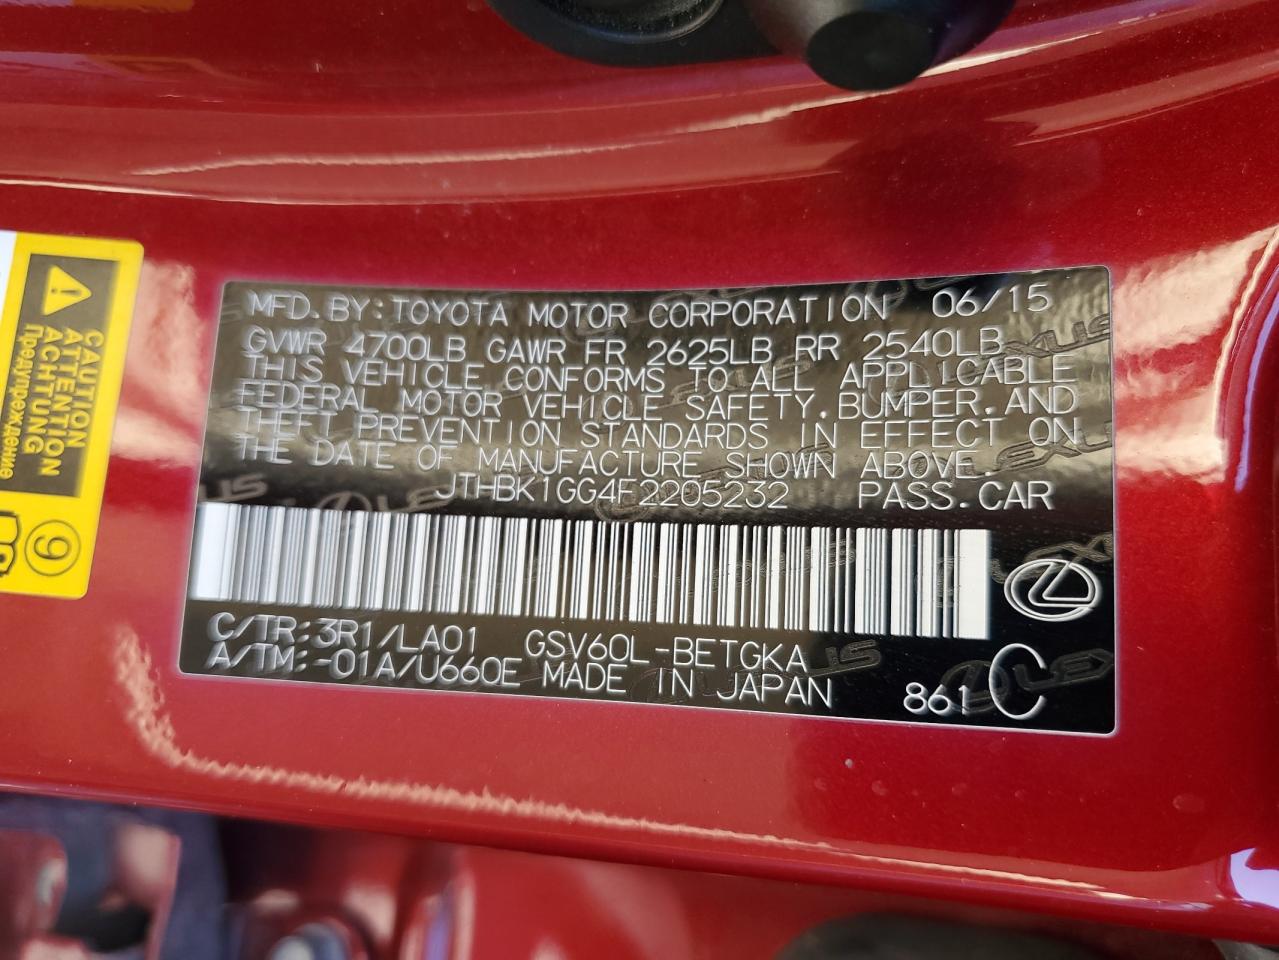 MFD. BY: TOYOTA MOTOR CORPORATION 06/15
GVWR 4700LB GAWR FR 2625LB RR 2540LB
THIS VEHICLE CONFORMS TO ALL APPLICABLE
FEDERAL MOTOR VEHICLE SAFETY, BUMPER, AND
THEFT PREVENTION STANDARDS IN EFFECT ON
THE DATE OF MANUFACTURE SHOWN ABOVE.
JTHBK1GG4F2205232 PASS. CAR
C/TR: 3R1/LA01 GSV60L-BETGKA
A/TM: -01A/U660E MADE IN JAPAN 861 C
LEXUS
CAUTION
ATTENTION
ACHTUNG
Предупреждение
9